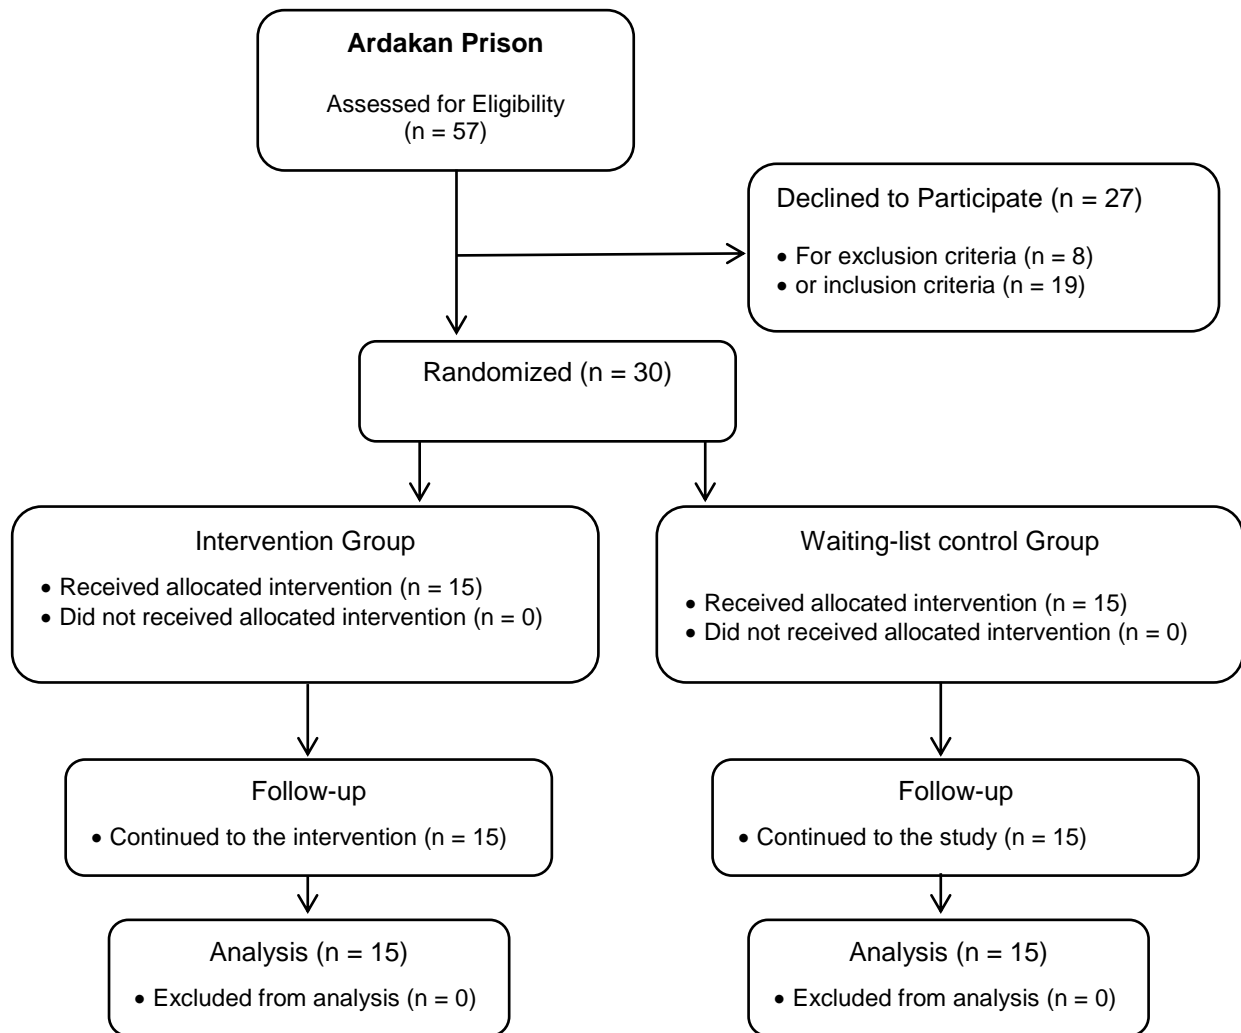 Ardakan Prison
Assessed for Eligibility
(n = 57)
Declined to Participate (n = 27)
• For exclusion criteria (n = 8)
• or inclusion criteria (n = 19)
Randomized (n = 30)
Intervention Group
• Received allocated intervention (n = 15)
• Did not received allocated intervention (n = 0)
Waiting-list control Group
• Received allocated intervention (n = 15)
• Did not received allocated intervention (n = 0)
Follow-up
• Continued to the intervention (n = 15)
Follow-up
• Continued to the study (n = 15)
Analysis (n = 15)
• Excluded from analysis (n = 0)
Analysis (n = 15)
• Excluded from analysis (n = 0)